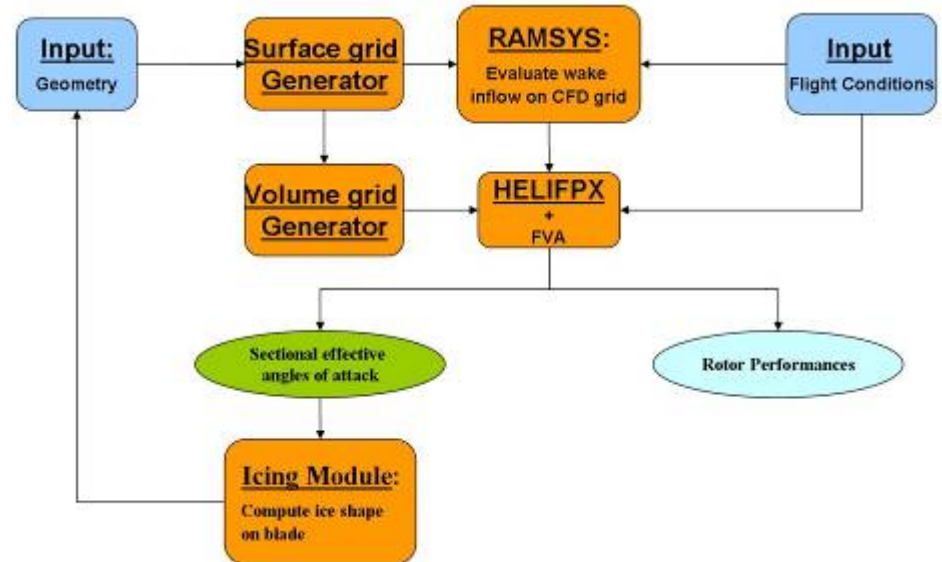 Input:
Geometry
Surface grid
Generator
RAMSYS:
Evaluate wake
inflow on CFD grid
Input
Flight Conditions
Volume grid
Generator
HELIFPX
+
FVA
Sectional effective
angles of attack
Rotor Performances
Icing Module:
Compute ice shape
on blade